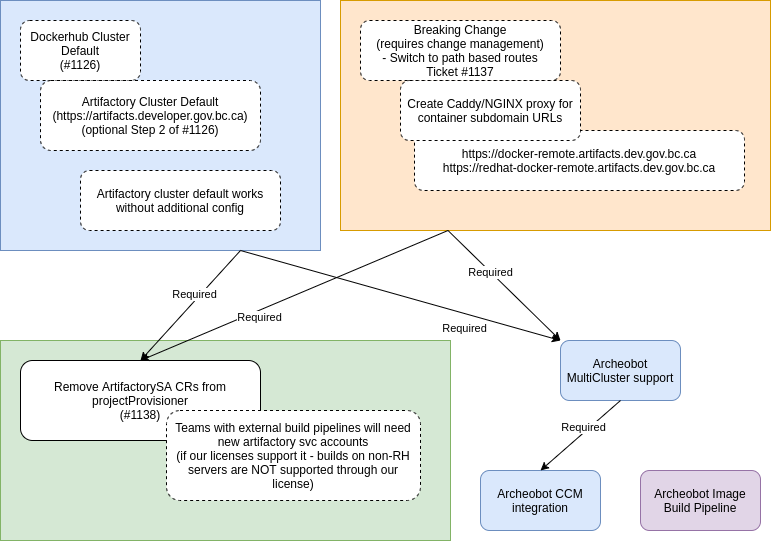 Dockerhub Cluster
Default
(#1126)
Artifactory Cluster Default
(https://artifacts.developer.gov.bc.ca)
(optional Step 2 of #1126)
Artifactory cluster default works
without additional config
Breaking Change
(requires change management)
- Switch to path based routes
Ticket #1137
Create Caddy/NGINX proxy for
container subdomain URLs
https://docker-remote.artifacts.dev.gov.bc.ca
https://redhat-docker-remote.artifacts.dev.gov.bc.ca
Required
Required
Required
Required
Remove ArtifactorySA CRs from
projectProvisioner
(#1138)
Teams with external build pipelines will need
new artifactory svc accounts
(if our licenses support it - builds on non-RH
servers are NOT supported through our
license)
Archeobot
MultiCluster support
Required
Archeobot CCM
integration
Archeobot Image
Build Pipeline